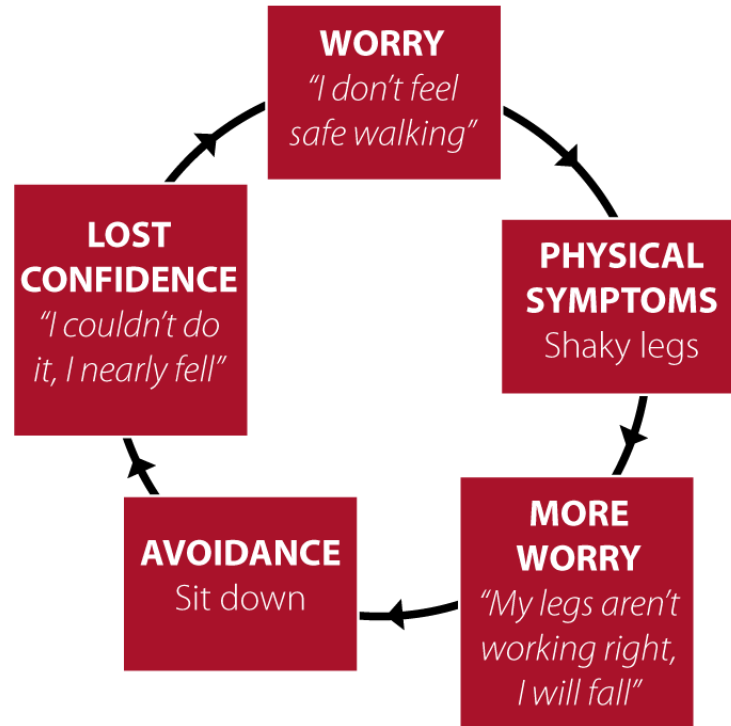 WORRY
“I don’t feel
safe walking”
PHYSICAL
SYMPTOMS
Shaky legs
MORE
WORRY
“My legs aren’t
working right,
I will fall”
AVOIDANCE
Sit down
LOST
CONFIDENCE
“I couldn’t do
it, I nearly fell”